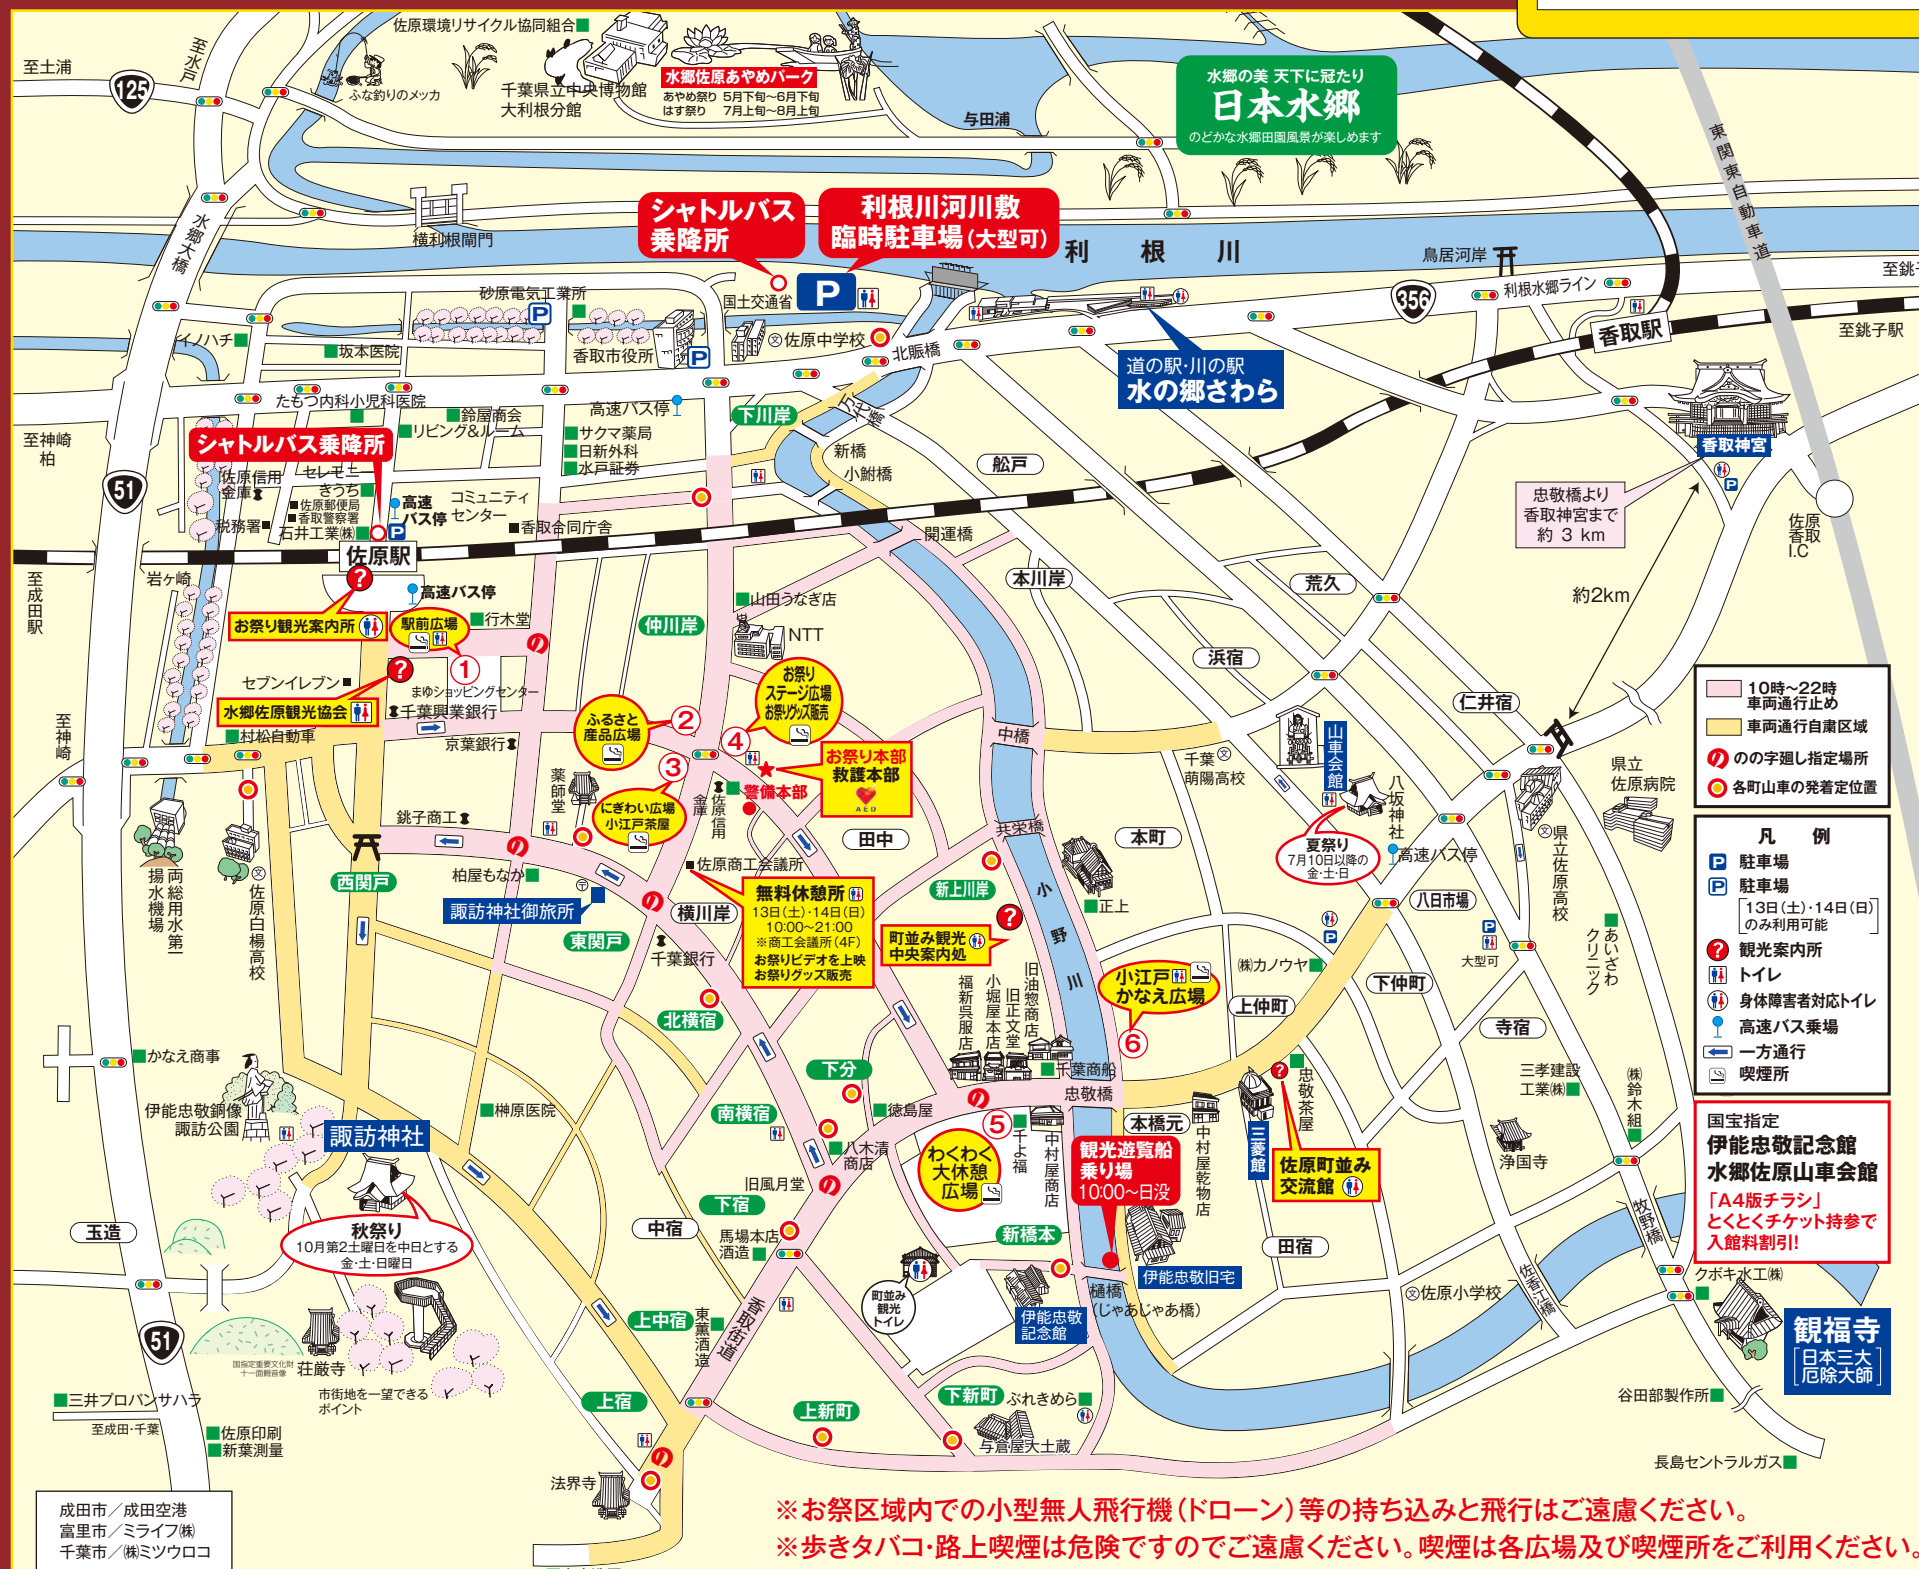 佐原環境リサイクル協同組合
至水戸
至土浦
125
ふな釣りのメッカ
千葉県立中央博物館
大利根分館
水郷佐原あやめパーク
あやめ祭り 5月下旬～6月下旬
はす祭り 7月上旬～8月上旬
与田浦
水郷の美 天下に冠たり
日本水郷
のどかな水郷田園風景が楽しめます
東関東自動車道
水郷大橋
横利根閘門
シャトルバス
乗降所
利根川河川敷
臨時駐車場(大型可)
利根川
鳥居河岸
至銚子
356
利根水郷ライン
香取駅
至銚子駅
砂原電気工業所
国土交通省
P
イノハチ
坂本医院
香取市役所
佐原中学校
北賑橋
道の駅・川の駅
水の郷さわら
たもつ内科小児科医院
鈴屋商会
リビング&ルーム
高速バス停
サクマ薬局
日新外科
水戸証券
下川岸
万代橋
新橋
小鮒橋
舩戸
至神崎
柏
シャトルバス乗降所
佐原信用
金庫
セレモニー
きうち
佐原郵便局
香取警察署
税務署
石井工業㈱
高速
バス停
コミュニティ
センター
香取合同庁舎
51
佐原駅
開運橋
香取神宮
忠敬橋より
香取神宮まで
約 3 km
佐原
香取
I.C
約2km
至成田駅
岩ヶ崎
高速バス停
お祭り観光案内所
駅前広場
行木堂
①
山田うなぎ店
NTT
仲川岸
本川岸
荒久
浜宿
仁井宿
セブンイレブン
まゆショッピングセンター
水郷佐原観光協会
千葉興業銀行
村松自動車
京葉銀行
至神崎
ふるさと
産品広場
②
お祭り
ステージ広場
お祭りグッズ販売
④
③
お祭り本部
救護本部
AED
警備本部
にぎわい広場
小江戸茶屋
佐原信用
金庫
薬師堂
銚子商工
中橋
千葉
萌陽高校
山車会館
八坂神社
夏祭り
7月10日以降の
金・土・日
高速バス停
県立
佐原病院
県立佐原高校
10時～22時
車両通行止め
車両通行自粛区域
のの字廻し指定場所
各町山車の発着定位置
凡 例
駐車場
駐車場
13日(土)・14日(日)
のみ利用可能
観光案内所
トイレ
身体障害者対応トイレ
高速バス乗場
一方通行
喫煙所
両総用水第一
揚水機場
佐原白楊高校
西関戸
柏屋もなか
諏訪神社御旅所
東関戸
横川岸
千葉銀行
佐原商工会議所
無料休憩所
13日(土)・14日(日)
10:00～21:00
※商工会議所(4F)
お祭りビデオを上映
お祭りグッズ販売
田中
共栄橋
新上川岸
町並み観光
中央案内処
小野川
正上
本町
八日市場
大型可
あいざわ
クリニック
㈱カノウヤ
小江戸
かなえ広場
⑥
上仲町
下仲町
寺宿
福新呉服店
小堀屋本店
旧正文堂
旧油惣商店
千葉商船
忠敬橋
北横宿
下分
南横宿
徳島屋
八木清
商店
かなえ商事
伊能忠敬銅像
諏訪公園
諏訪神社
榊原医院
秋祭り
10月第2土曜日を中日とする
金・土・日曜日
玉造
⑤
わくわく
大休憩
広場
千よ福
中村屋商店
観光遊覧船
乗り場
10:00～日没
本橋元
中村屋乾物店
三菱館
忠敬茶屋
佐原町並み
交流館
三孝建設
工業㈱
㈱鈴木組
浄国寺
国宝指定
伊能忠敬記念館
水郷佐原山車会館
「A4版チラシ」
とくとくチケット持参で
入館料割引!
旧風月堂
下宿
馬場本店
酒造
中宿
新橋本
町並み
観光
トイレ
伊能忠敬
記念館
樋橋
(じゃあじゃあ橋)
伊能忠敬旧宅
田宿
佐原小学校
佐香江橋
牧野橋
クボキ水工㈱
観福寺
日本三大
厄除大師
上中宿
東薫酒造
香取街道
51
国指定重要文化財
十一面観音像
荘厳寺
市街地を一望できる
ポイント
三井プロパンサハラ
至成田・千葉
佐原印刷
新葉測量
上宿
上新町
下新町
ぶれきめら
与倉屋大土蔵
谷田部製作所
長島セントラルガス
法界寺
成田市／成田空港
富里市／ミライフ㈱
千葉市／㈱ミツウロコ
※お祭区域内での小型無人飛行機(ドローン)等の持ち込みと飛行はご遠慮ください。
※歩きタバコ・路上喫煙は危険ですのでご遠慮ください。喫煙は各広場及び喫煙所をご利用ください。